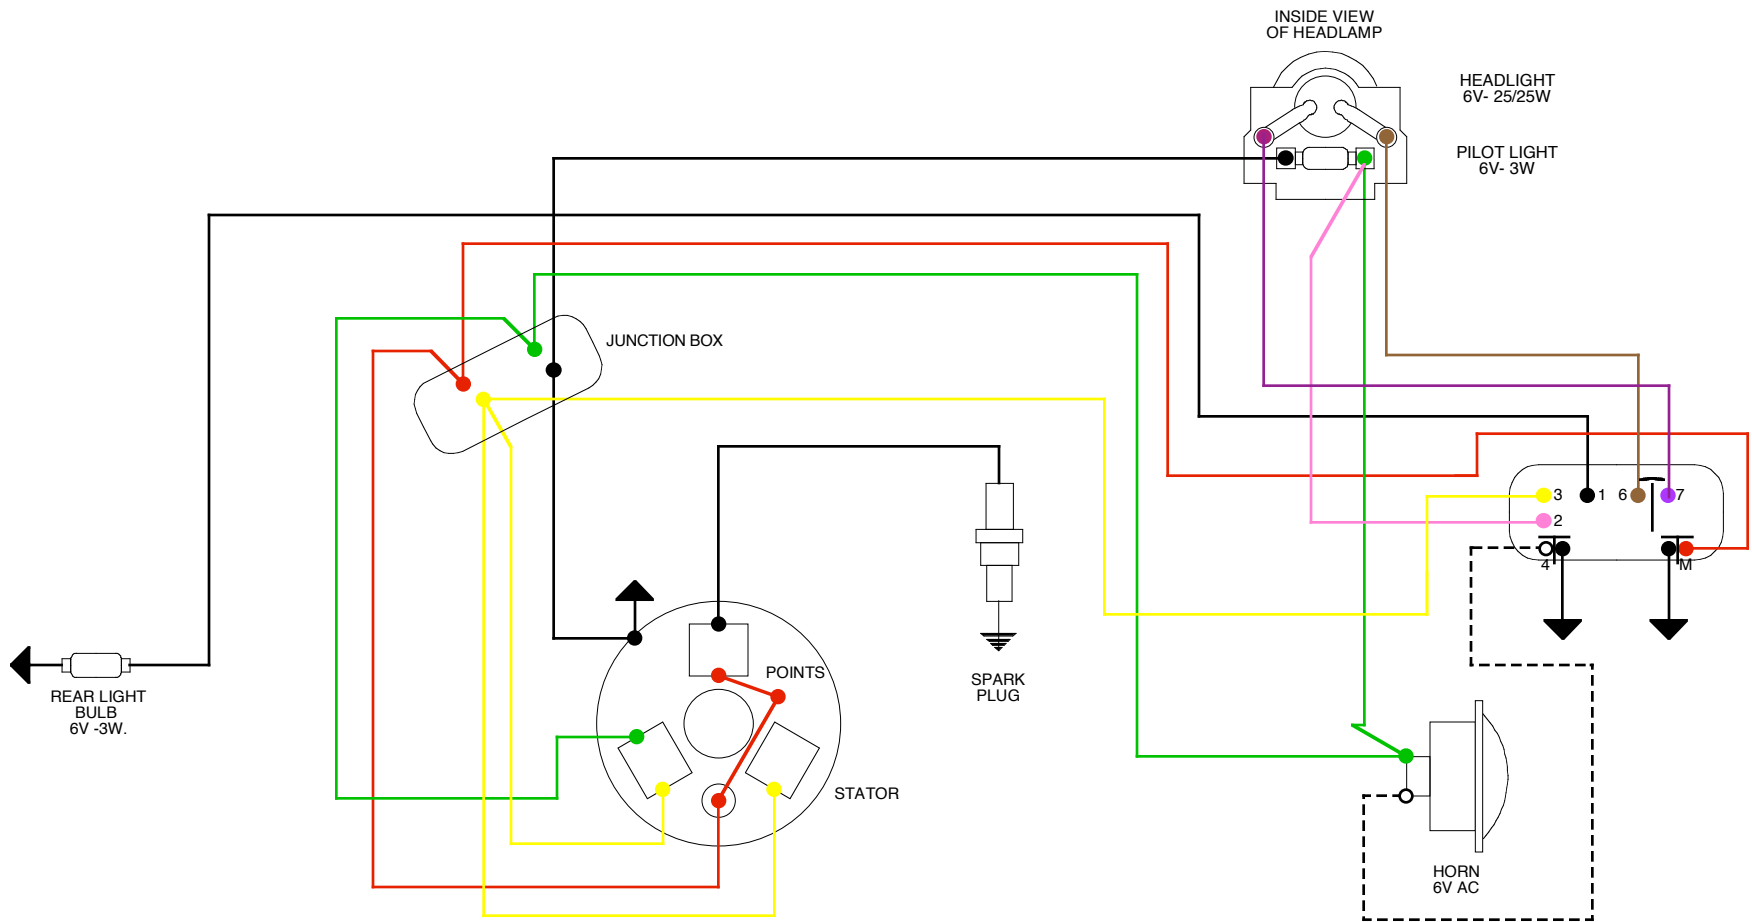 INSIDE VIEW
OF HEADLAMP
HEADLIGHT
6V- 25/25W
PILOT LIGHT
6V- 3W
JUNCTION BOX
3
1
6
7
2
4
M
POINTS
REAR LIGHT
BULB
6V -3W.
SPARK
PLUG
STATOR
HORN
6V AC